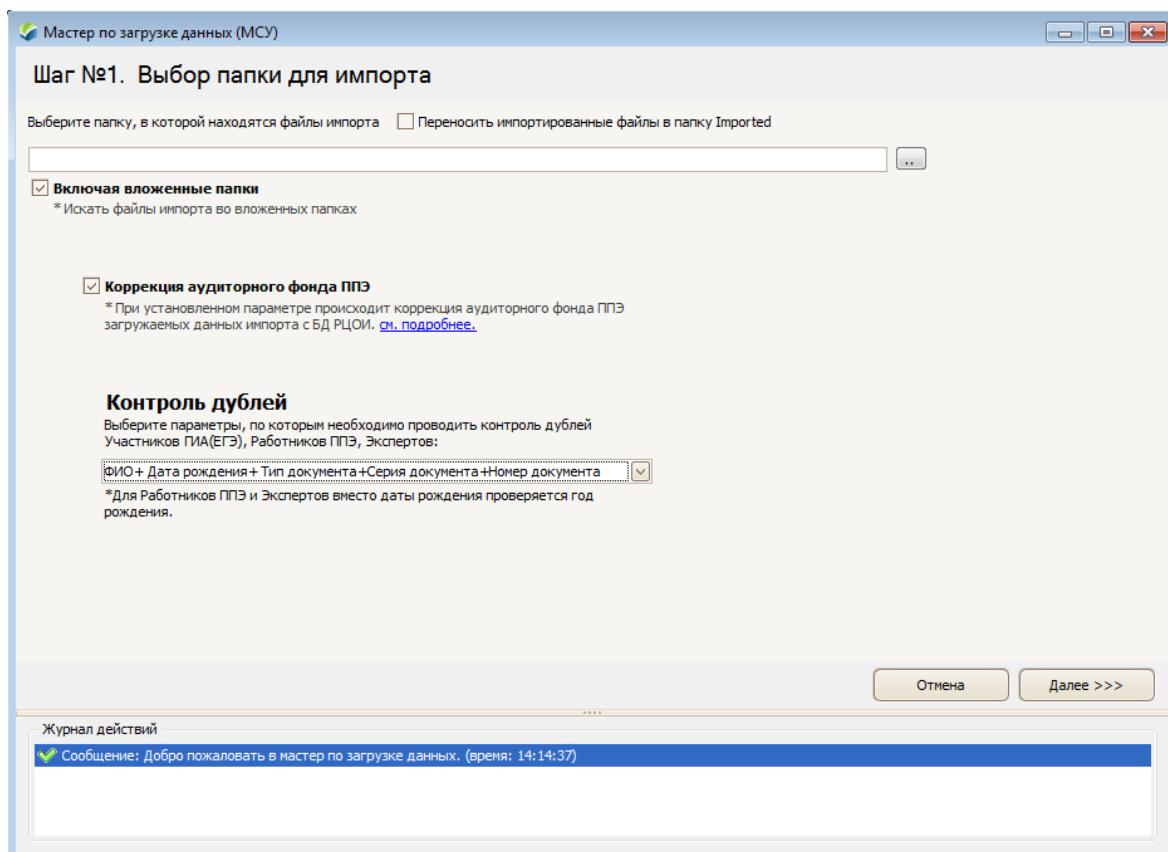 Мастер по загрузке данных (МСУ)
Шаг №1. Выбор папки для импорта
Выберите папку, в которой находятся файлы импорта Переносить импортированные файлы в папку Imported
..
Включая вложенные папки
* Искать файлы импорта во вложенных папках
Коррекция аудиторного фонда ППЭ
* При установленном параметре происходит коррекция аудиторного фонда ППЭ
загружаемых данных импорта с БД РЦОИ. см. подробнее.
Контроль дублей
Выберите параметры, по которым необходимо проводить контроль дублей
Участников ГИА(ЕГЭ), Работников ППЭ, Экспертов:
ФИО+ Дата рождения+ Тип документа+Серия документа+Номер документа
*Для Работников ППЭ и Экспертов вместо даты рождения проверяется год
рождения.
Отмена Далее >>>
Журнал действий
Сообщение: Добро пожаловать в мастер по загрузке данных. (время: 14:14:37)